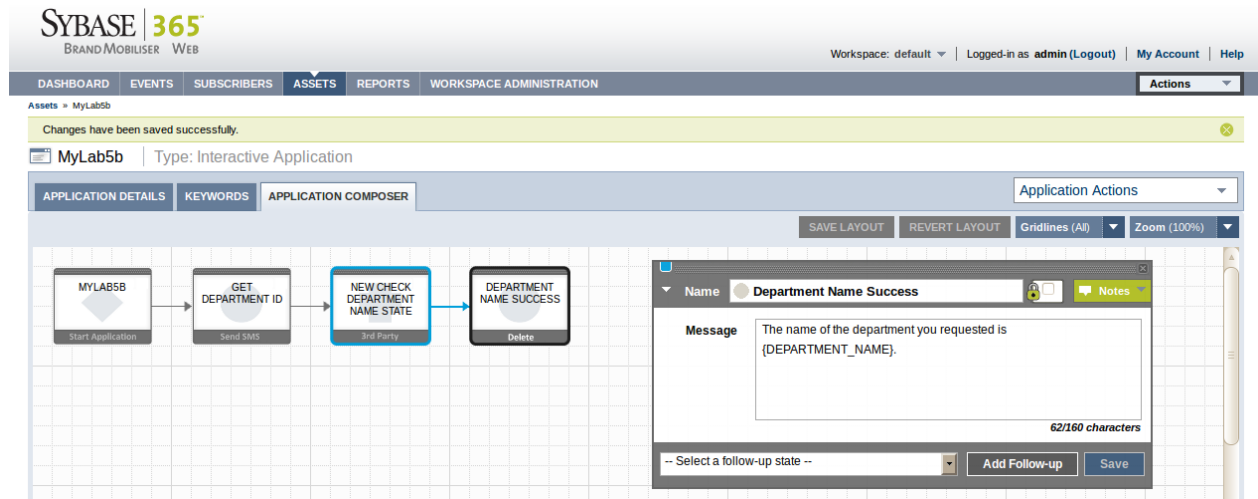 SYBASE 365
BRANDMOBILISER WEB
Workspace: default | Logged-in as admin (Logout) | My Account | Help
DASHBOARD EVENTS SUBSCRIBERS ASSETS REPORTS WORKSPACE ADMINISTRATION Actions
Assets » MyLab5b
Changes have been saved successfully.
MyLab5b Type: Interactive Application
APPLICATION DETAILS KEYWORDS APPLICATION COMPOSER Application Actions
SAVE LAYOUT REVERT LAYOUT Gridlines (All) Zoom (100%)
MYLAB5B
Start Application
GET
DEPARTMENT ID
Send SMS
NEW CHECK
DEPARTMENT
NAME STATE
3rd Party
DEPARTMENT
NAME SUCCESS
Delete
Name Department Name Success Notes
Message The name of the department you requested is
{DEPARTMENT_NAME}.
62/160 characters
-- Select a follow-up state -- Add Follow-up Save